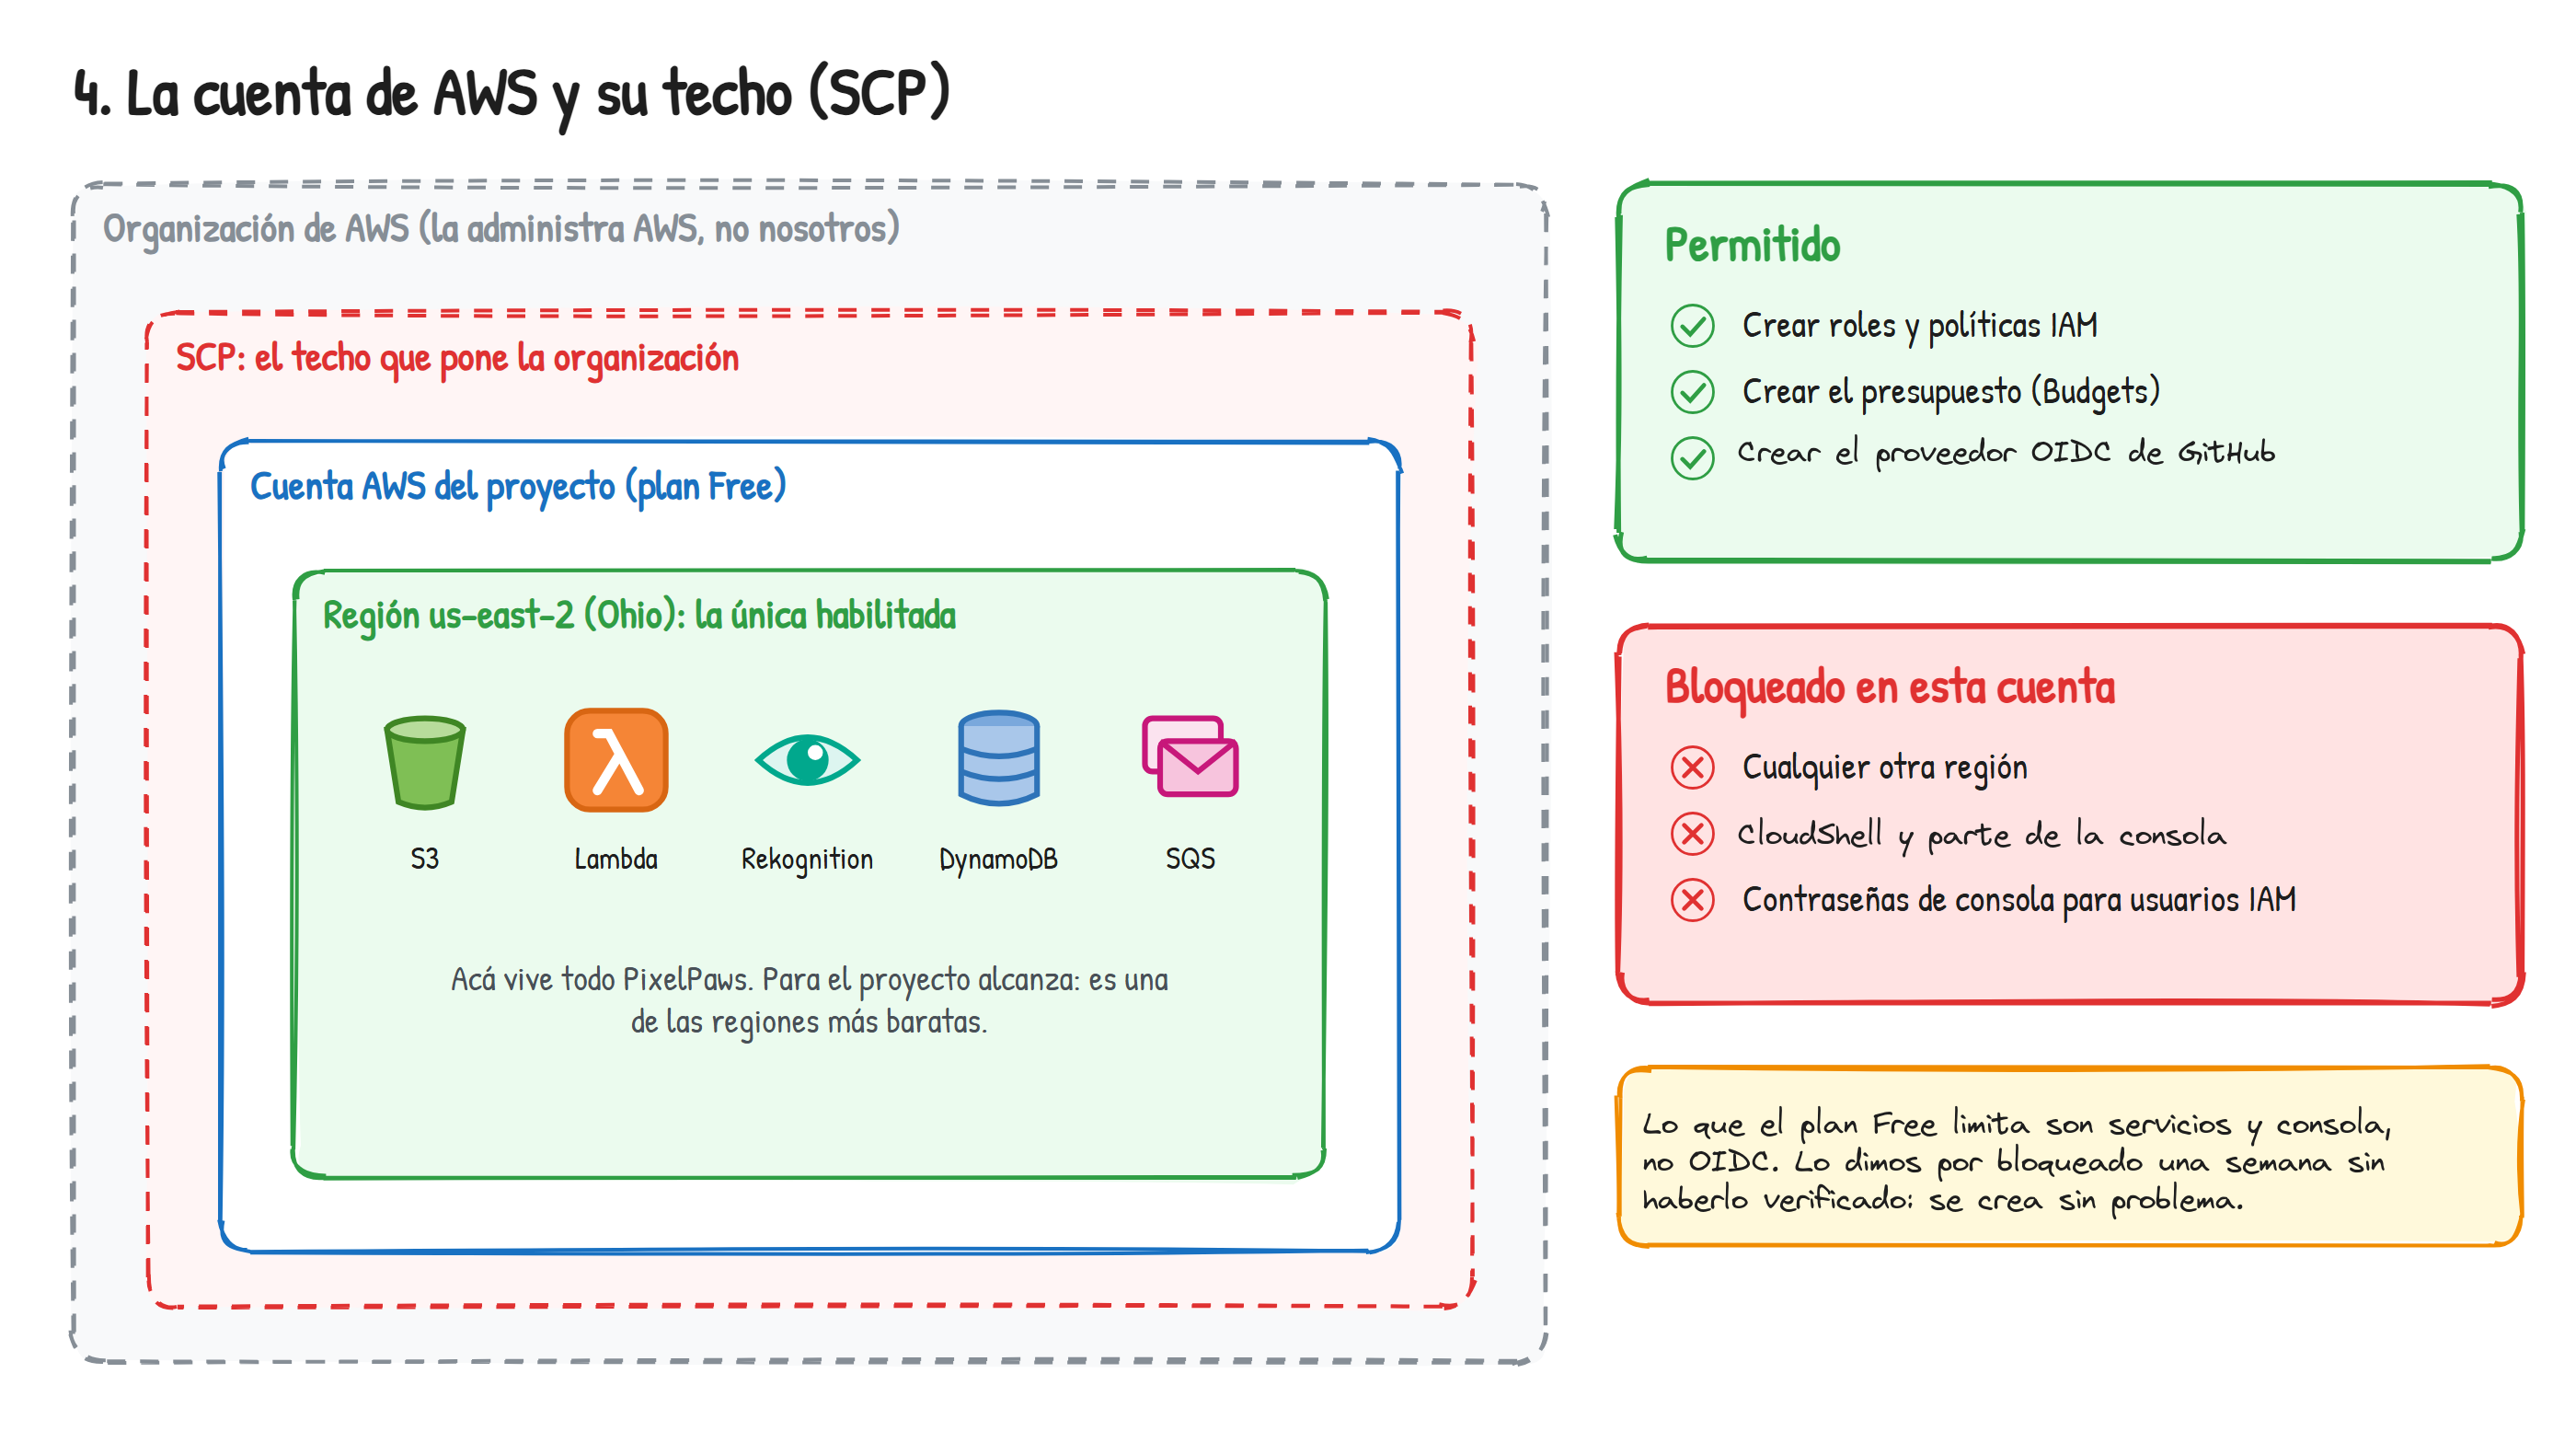 4. La cuenta de AWS y su techo (SCP)
Organización de AWS (la administra AWS, no nosotros)
SCP: el techo que pone la organización
Cuenta AWS del proyecto (plan Free)
Región us-east-2 (Ohio): la única habilitada
S3
Lambda
Rekognition
DynamoDB
SQS
Acá vive todo PixelPaws. Para el proyecto alcanza: es una
de las regiones más baratas.
Permitido
Crear roles y políticas IAM
Crear el presupuesto (Budgets)
Crear el proveedor OIDC de GitHub
Bloqueado en esta cuenta
Cualquier otra región
CloudShell y parte de la consola
Contraseñas de consola para usuarios IAM
Lo que el plan Free limita son servicios y consola,
no OIDC. Lo dimos por bloqueado una semana sin
haberlo verificado: se crea sin problema.